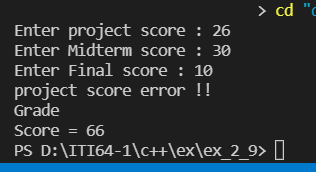 > cd "
Enter project score : 26
Enter Midterm score : 30
Enter Final score : 10
project score error !!
Grade
Score = 66
PS D:\ITI64-1\c++\ex\ex_2_9>